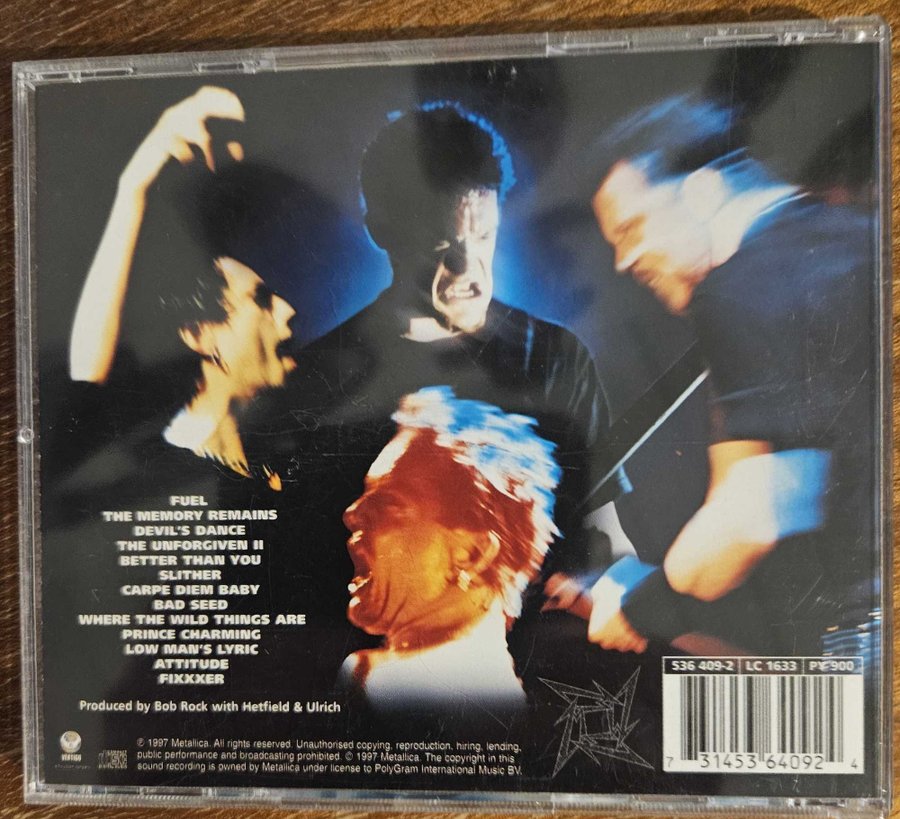 FUEL
THE MEMORY REMAINS
DEVIL'S DANCE
THE UNFORGIVEN II
BETTER THAN YOU
SLITHER
CARPE DIEM BABY
BAD SEED
WHERE THE WILD THINGS ARE
PRINCE CHARMING
LOW MAN'S LYRIC
ATTITUDE
FIXXXER
Produced by Bob Rock with Hetfield & Ulrich
VERTIGO
℗ 1997 Metallica. All rights reserved. Unauthorised copying, reproduction, hiring, lending,
public performance and broadcasting prohibited. © 1997 Metallica. The copyright in this
sound recording is owned by Metallica under license to PolyGram International Music BV.
536 409-2 LC 1633 PY 900
7 31453 64092 4